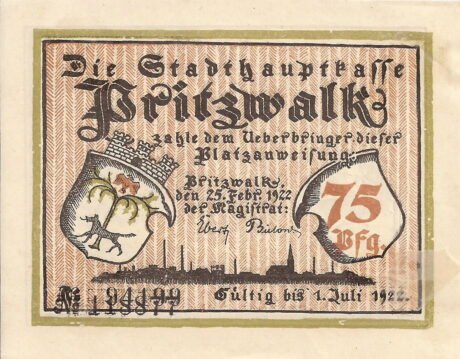 Die Stadthauptkasse
Pritzwalk
zahle dem Ueberbringer dieser
Platzanweisung:
Pritzwalk,
den 25. Febr. 1922
der Magistrat:
75
Pfg.
Gültig bis 1. Juli 1922.